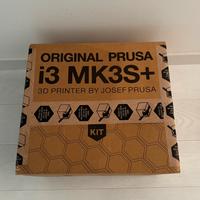 ORIGINAL PRUSA
i3 MK3S+
3D PRINTER BY JOSEF PRUSA
KIT